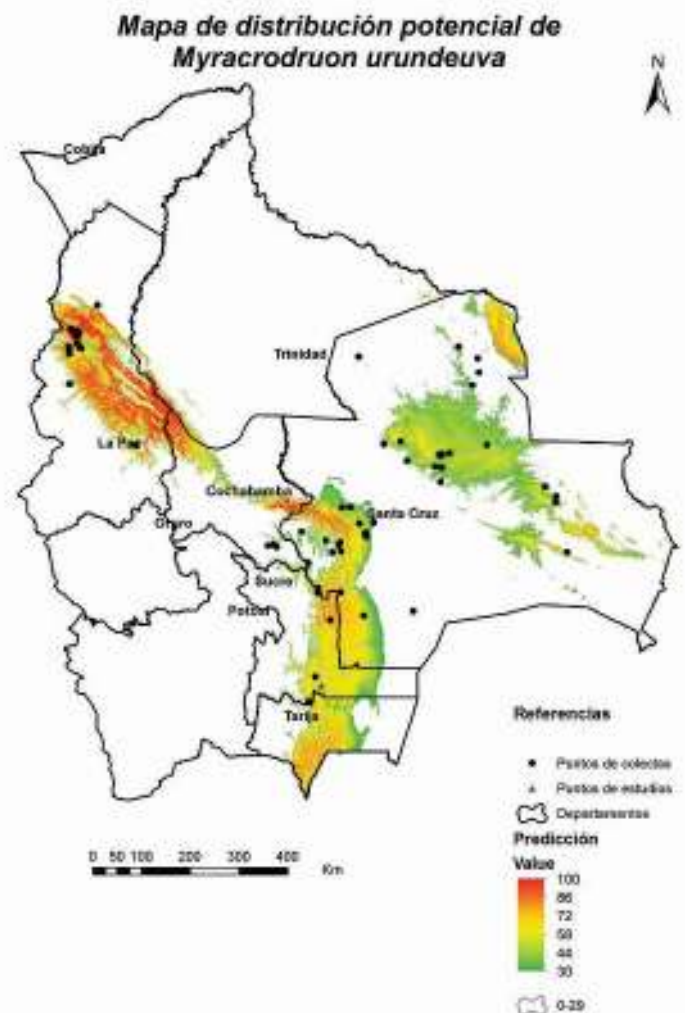 Mapa de distribución potencial de
Myracrodruon urundeuva
N
Cobija
Trinidad
La Paz
Cochabamba
Santa Cruz
Oruro
Sucre
Potosí
Tarija
Referencias
Puntos de colectas
Puntos de estudios
Departamentos
Predicción
Value
100
86
72
58
44
30
0-29
0 50 100 200 300 400
Km